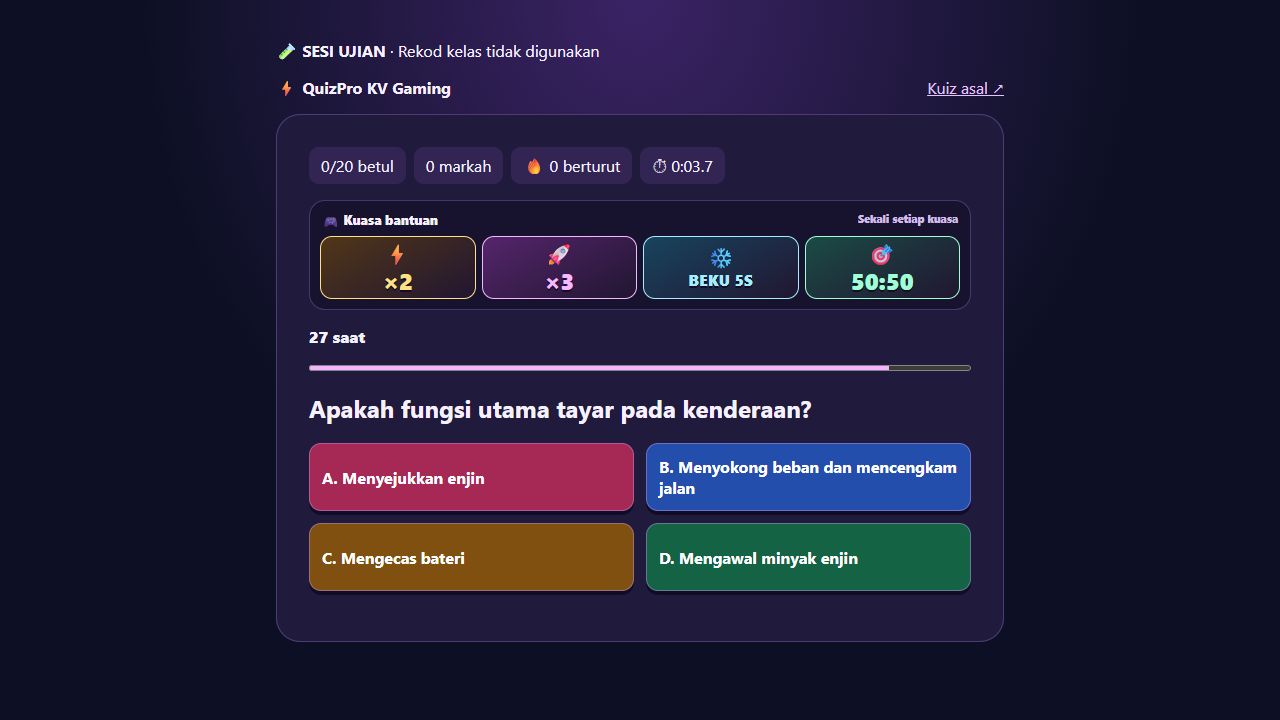 SESI UJIAN · Rekod kelas tidak digunakan
QuizPro KV Gaming
Kuiz asal ↗
0/20 betul
0 markah
0 berturut
0:03.7
Kuasa bantuan
Sekali setiap kuasa
×2
×3
BEKU 5S
50:50
27 saat
Apakah fungsi utama tayar pada kenderaan?
A. Menyejukkan enjin
B. Menyokong beban dan mencengkam
jalan
C. Mengecas bateri
D. Mengawal minyak enjin